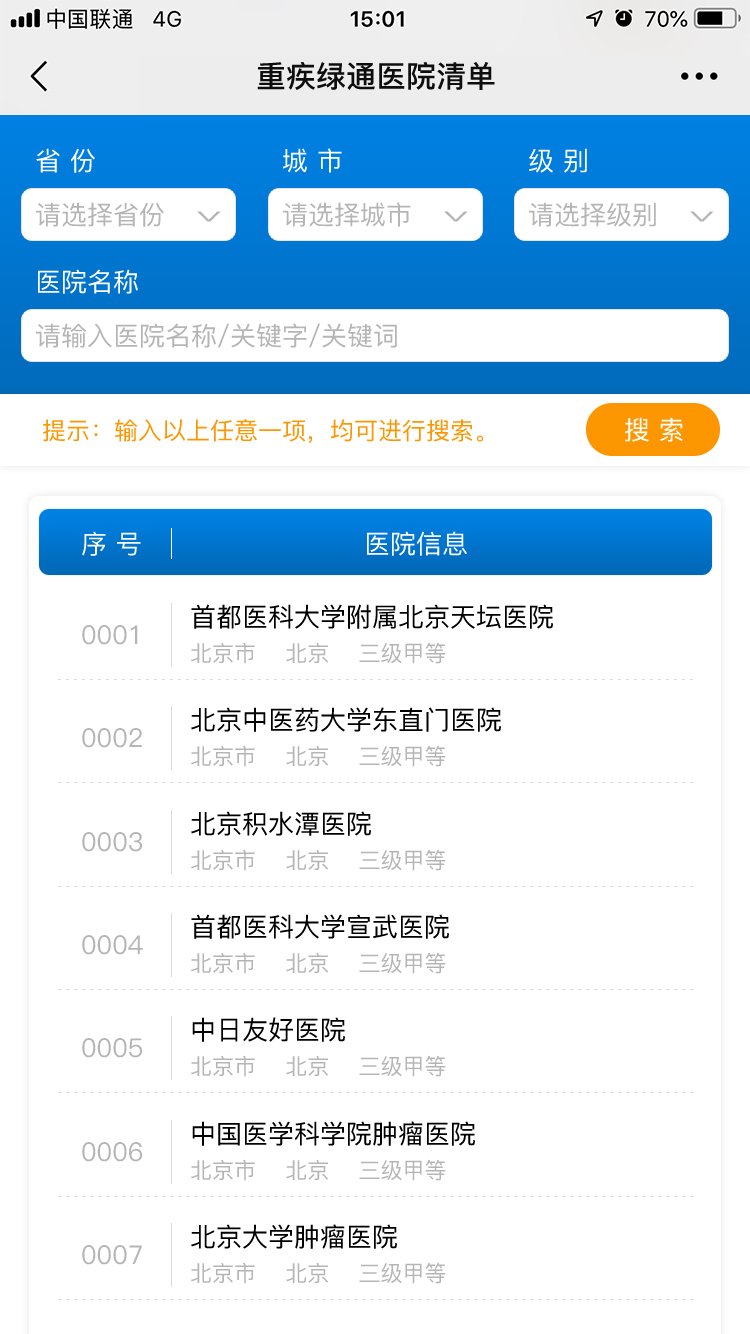 中国联通 4G 15:01 70%
重疾绿通医院清单
省 份 城 市 级 别
请选择省份 请选择城市 请选择级别
医院名称
请输入医院名称/关键字/关键词
提示：输入以上任意一项，均可进行搜索。 搜 索
序 号 医院信息
首都医科大学附属北京天坛医院
0001
北京市 北京 三级甲等
北京中医药大学东直门医院
0002
北京市 北京 三级甲等
北京积水潭医院
0003
北京市 北京 三级甲等
首都医科大学宣武医院
0004
北京市 北京 三级甲等
中日友好医院
0005
北京市 北京 三级甲等
中国医学科学院肿瘤医院
0006
北京市 北京 三级甲等
北京大学肿瘤医院
0007
北京市 北京 三级甲等